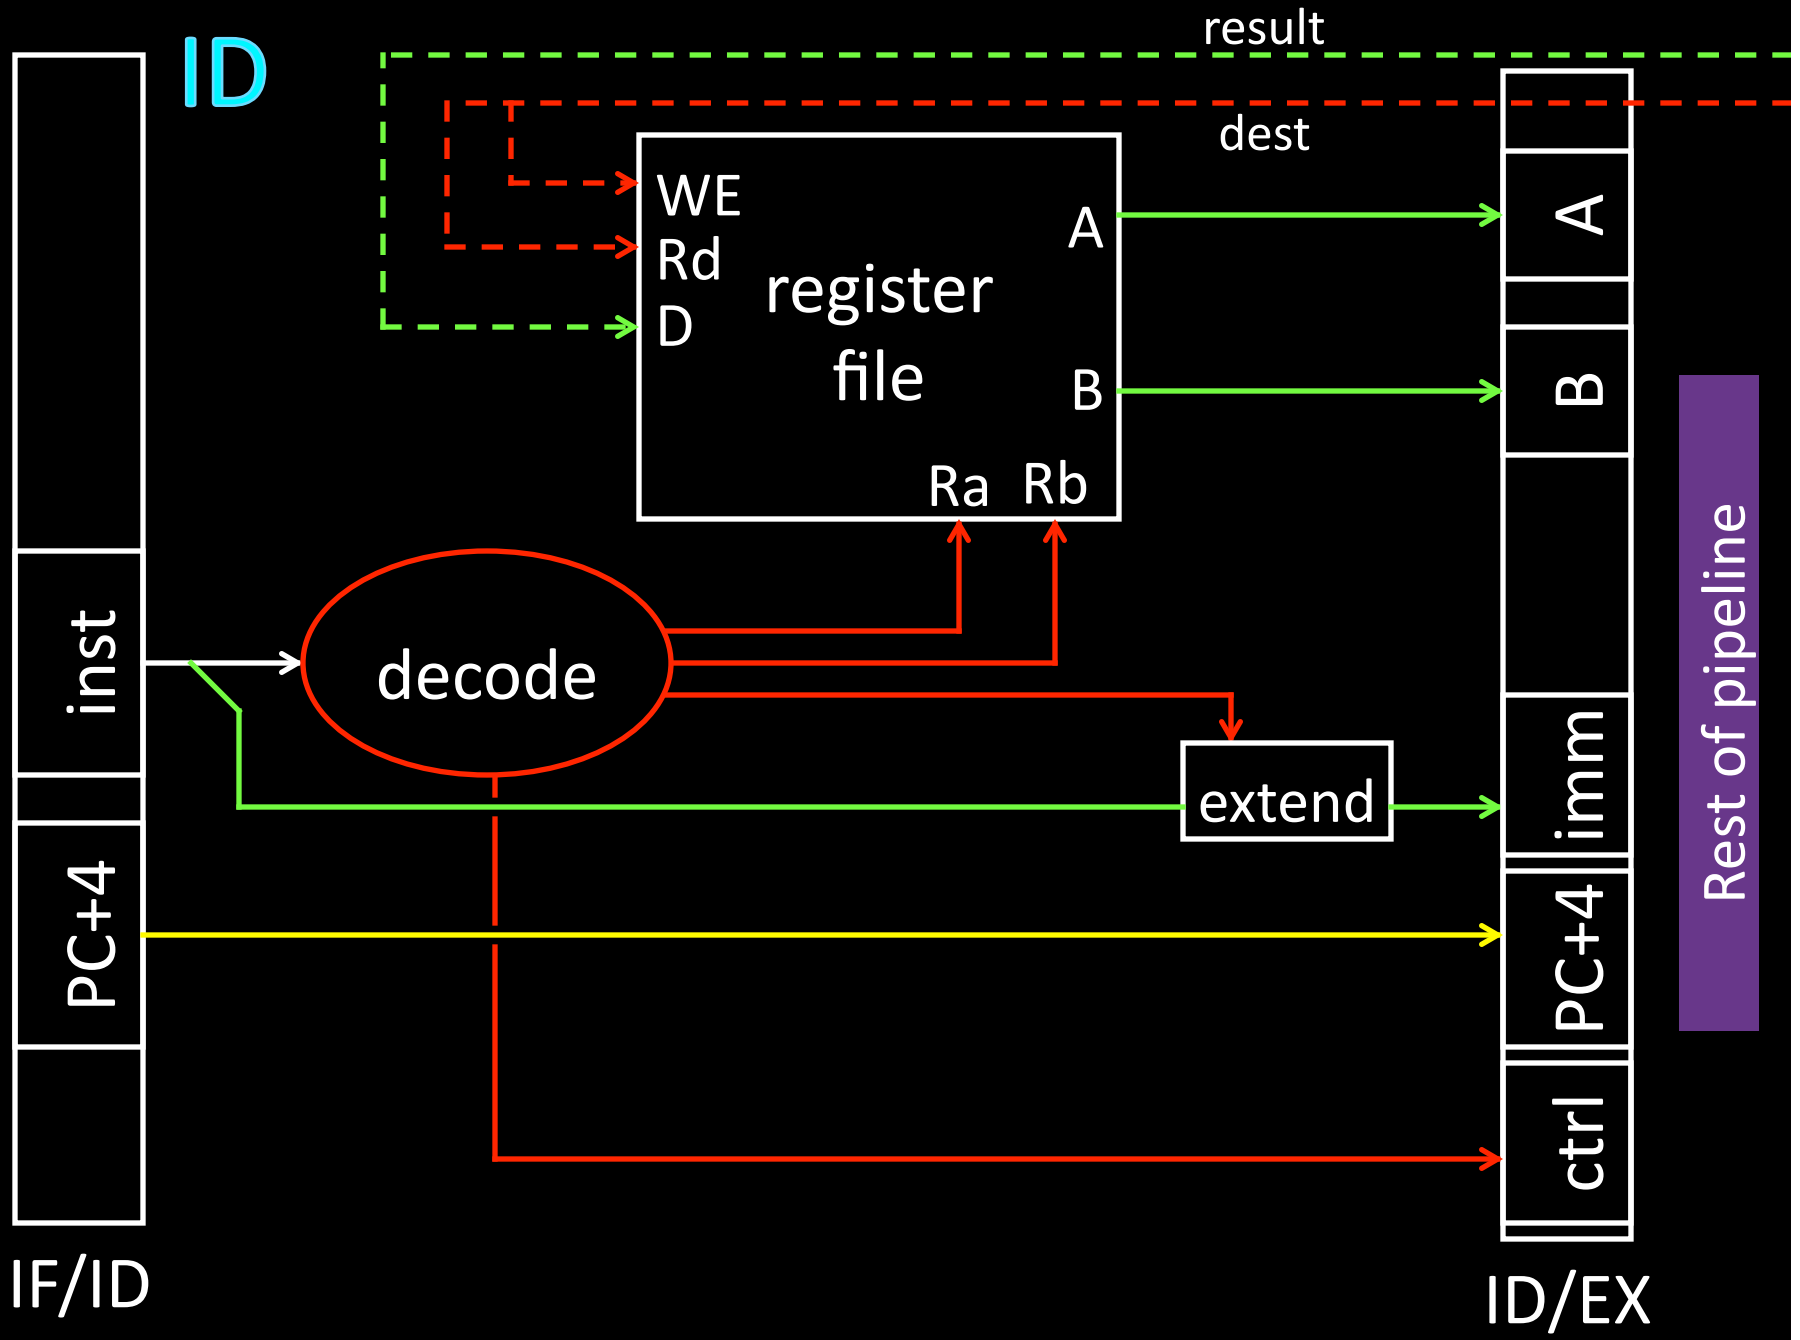 ID
result
dest
WE
Rd
D
A
B
register
file
Ra
Rb
inst
decode
extend
PC+4
A
B
imm
PC+4
ctrl
Rest of pipeline
IF/ID
ID/EX